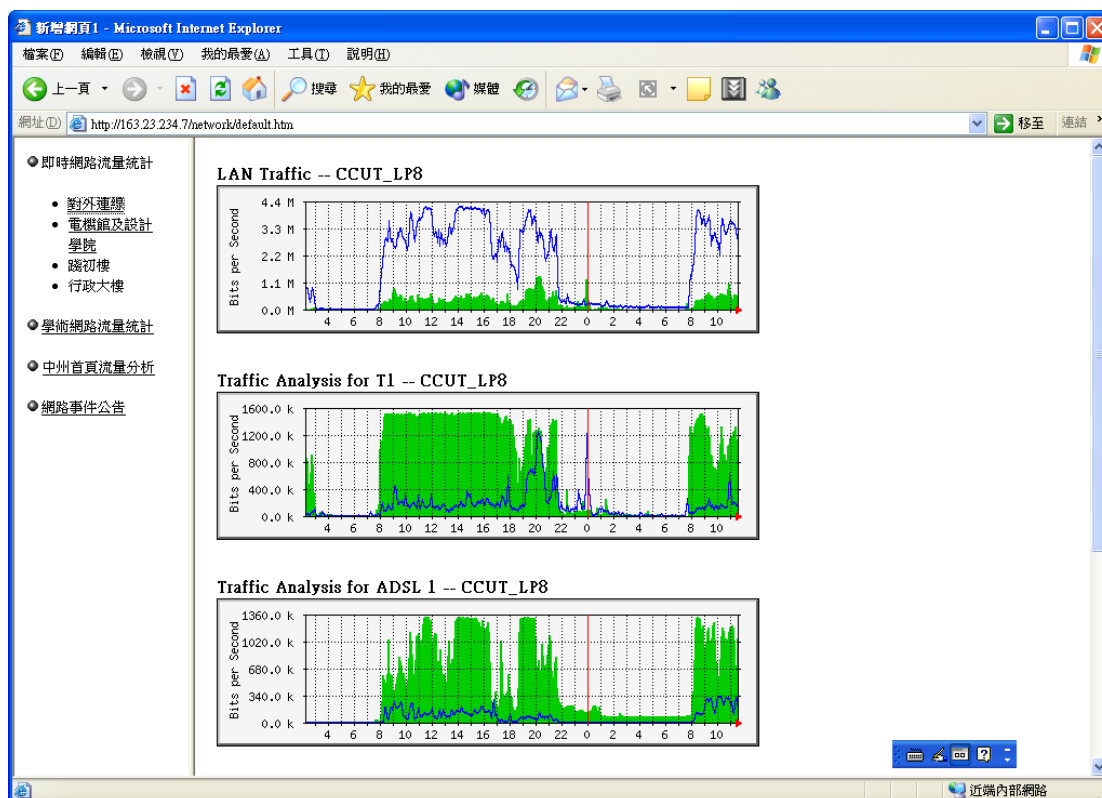 新增網頁1 - Microsoft Internet Explorer
檔案(F) 編輯(E) 檢視(V) 我的最愛(A) 工具(T) 說明(H)
上一頁 搜尋 我的最愛 媒體
網址(D) http://163.23.234.7/network/default.htm 移至 連結 »
即時網路流量統計
對外連線
電機館及設計
學院
踐初樓
行政大樓
學術網路流量統計
中州首頁流量分析
網路事件公告
LAN Traffic -- CCUT_LP8
Bits per Second
4.4 M
3.3 M
2.2 M
1.1 M
0.0 M
4 6 8 10 12 14 16 18 20 22 0 2 4 6 8 10
Traffic Analysis for T1 -- CCUT_LP8
Bits per Second
1600.0 k
1200.0 k
800.0 k
400.0 k
0.0 k
4 6 8 10 12 14 16 18 20 22 0 2 4 6 8 10
Traffic Analysis for ADSL 1 -- CCUT_LP8
Bits per Second
1360.0 k
1020.0 k
680.0 k
340.0 k
0.0 k
4 6 8 10 12 14 16 18 20 22 0 2 4 6 8 10
近端內部網路